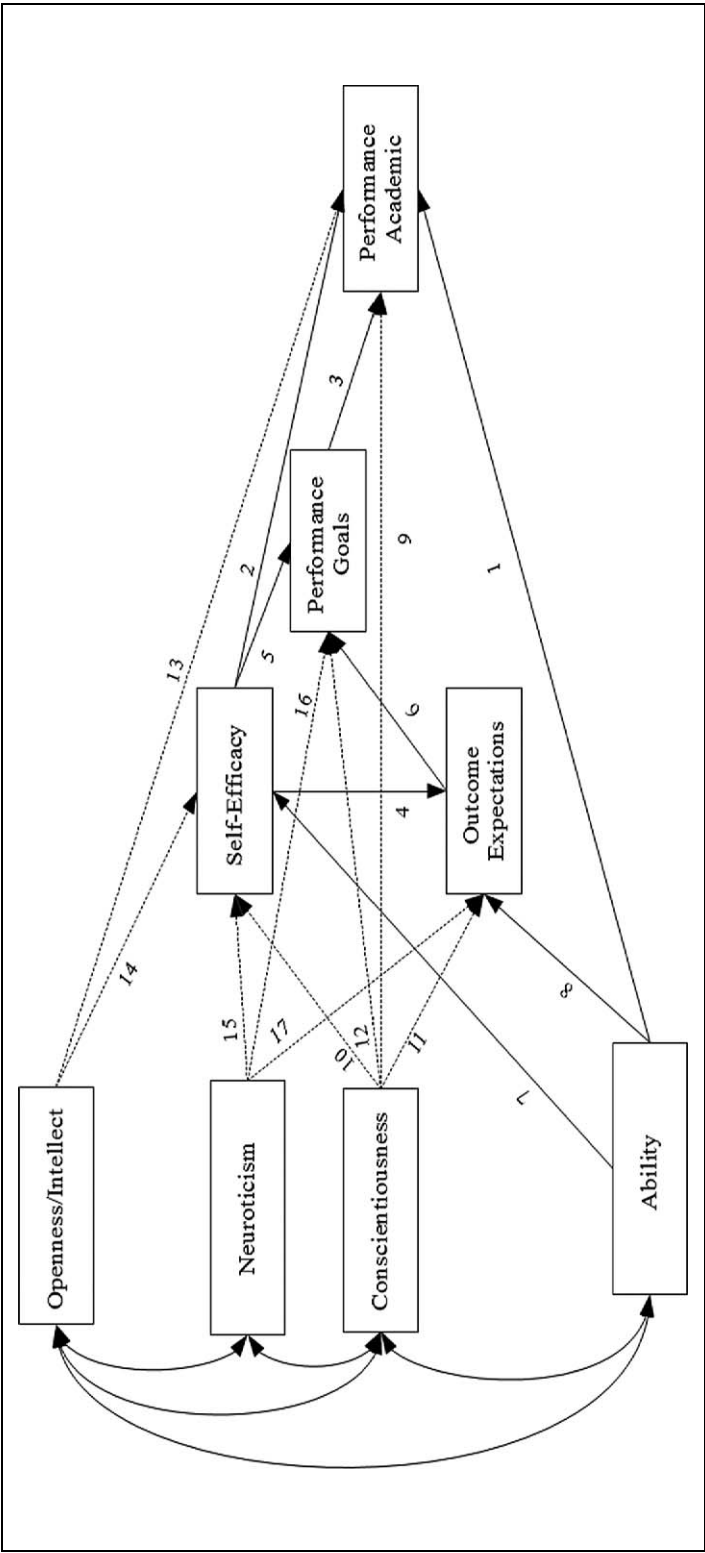 Openness/Intellect
14
13
Self-Efficacy
2
5
Neuroticism
15
17
16
Performance
Goals
3
Performance
Academic
Conscientiousness
10
12
11
4
6
9
Outcome
Expectations
7
8
1
Ability